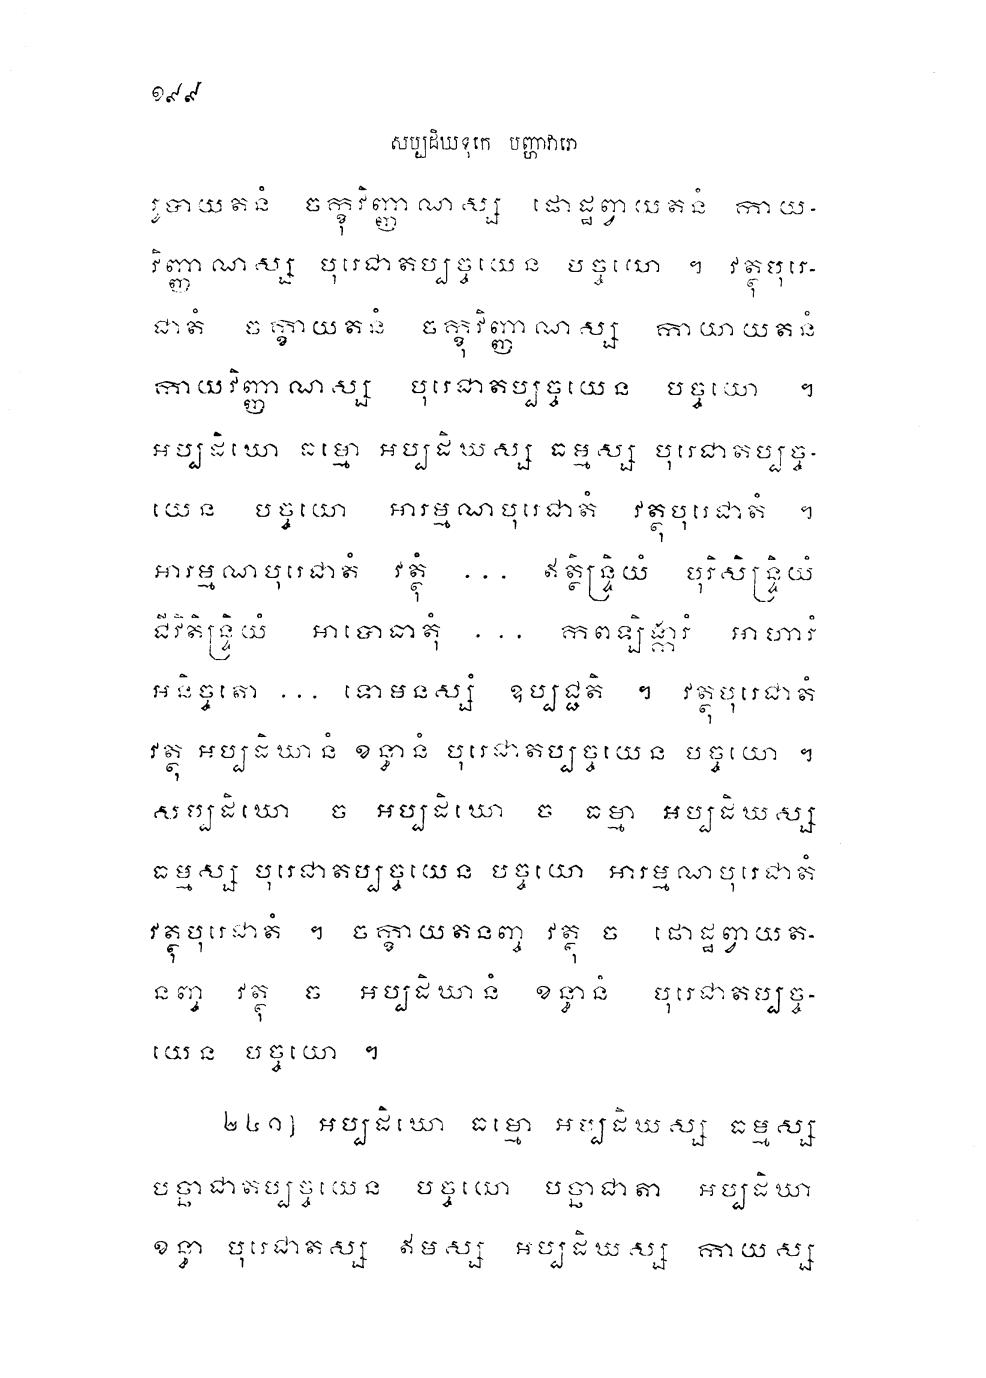 ១៩៩
សប្បដិឃទុកេ បញ្ហាវារោ
រូបាយតនំ ចក្ខុវិញ្ញាណស្ស ផោដ្ឋព្វាយតនំ កាយ-
វិញ្ញាណស្ស បុរេជាតប្បច្ចយេន បច្ចយោ ។ វត្ថុបុរេ-
ជាតំ ចក្ខាយតនំ ចក្ខុវិញ្ញាណស្ស កាយាយតនំ
កាយវិញ្ញាណស្ស បុរេជាតប្បច្ចយេន បច្ចយោ ។
អប្បដិឃោ ធម្មោ អប្បដិឃស្ស ធម្មស្ស បុរេជាតប្បច្ច-
យេន បច្ចយោ អារម្មណបុរេជាតំ វត្ថុបុរេជាតំ ។
អារម្មណបុរេជាតំ វត្ថុំ ... ឥត្ថិន្ទ្រិយំ បុរិសិន្ទ្រិយំ
ជីវិតិន្ទ្រិយំ អាបោធាតុំ ... កពឡិង្ការំ អាហារំ
អនិច្ចតោ ... ទោមនស្សំ ឧប្បជ្ជតិ ។ វត្ថុបុរេជាតំ
វត្ថុ អប្បដិឃានំ ខន្ធានំ បុរេជាតប្បច្ចយេន បច្ចយោ ។
សប្បដិឃោ ច អប្បដិឃោ ច ធម្មា អប្បដិឃស្ស
ធម្មស្ស បុរេជាតប្បច្ចយេន បច្ចយោ អារម្មណបុរេជាតំ
វត្ថុបុរេជាតំ ។ ចក្ខាយតនញ្ច វត្ថុ ច ផោដ្ឋព្វាយត-
នញ្ច វត្ថុ ច អប្បដិឃានំ ខន្ធានំ បុរេជាតប្បច្ច-
យេន បច្ចយោ ។
២៤១) អប្បដិឃោ ធម្មោ អប្បដិឃស្ស ធម្មស្ស
បច្ឆាជាតប្បច្ចយេន បច្ចយោ បច្ឆាជាតា អប្បដិឃា
ខន្ធា បុរេជាតស្ស ឥមស្ស អប្បដិឃស្ស កាយស្ស